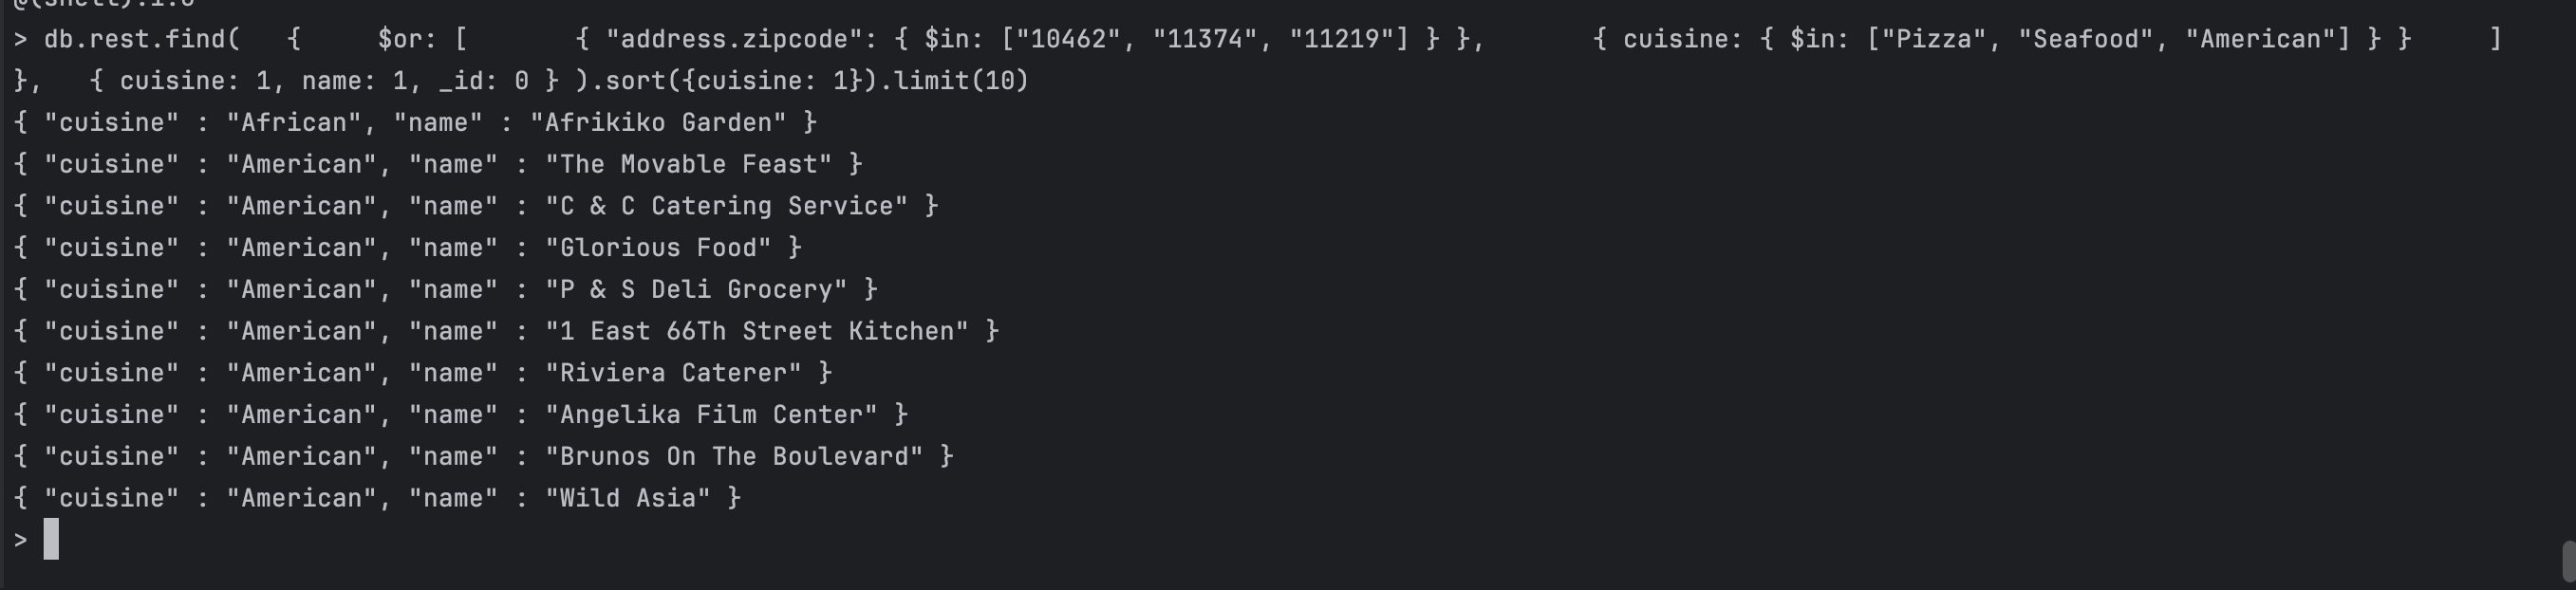 @(shell):1:6
> db.rest.find(   {     $or: [       { "address.zipcode": { $in: ["10462", "11374", "11219"] } },       { cuisine: { $in: ["Pizza", "Seafood", "American"] } }     ]
},   { cuisine: 1, name: 1, _id: 0 } ).sort({cuisine: 1}).limit(10)
{ "cuisine" : "African", "name" : "Afrikiko Garden" }
{ "cuisine" : "American", "name" : "The Movable Feast" }
{ "cuisine" : "American", "name" : "C & C Catering Service" }
{ "cuisine" : "American", "name" : "Glorious Food" }
{ "cuisine" : "American", "name" : "P & S Deli Grocery" }
{ "cuisine" : "American", "name" : "1 East 66Th Street Kitchen" }
{ "cuisine" : "American", "name" : "Riviera Caterer" }
{ "cuisine" : "American", "name" : "Angelika Film Center" }
{ "cuisine" : "American", "name" : "Brunos On The Boulevard" }
{ "cuisine" : "American", "name" : "Wild Asia" }
>